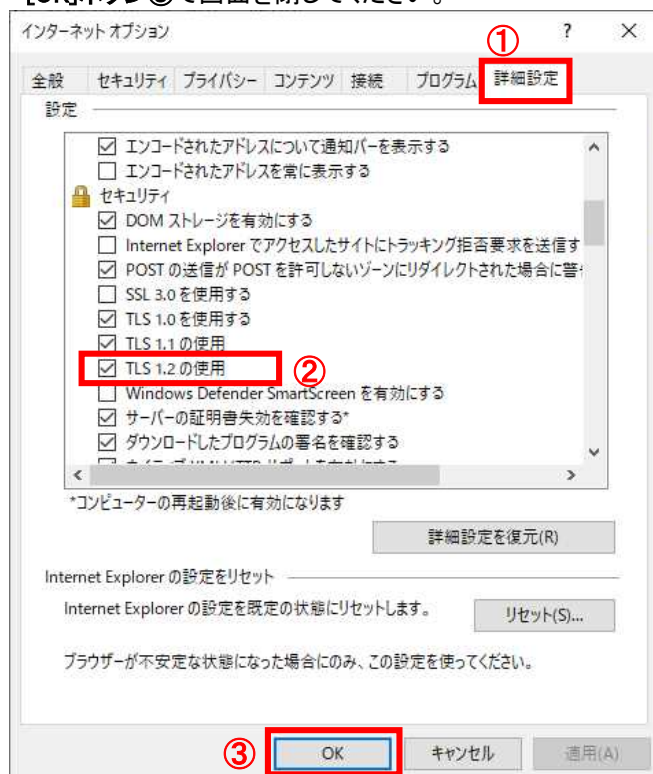 [OK]ボタン③で画面を閉じてください。
インターネット オプション ? ×
①
全般 セキュリティ プライバシー コンテンツ 接続 プログラム 詳細設定
設定
エンコードされたアドレスについて通知バーを表示する
エンコードされたアドレスを常に表示する
セキュリティ
DOM ストレージを有効にする
Internet Explorer でアクセスしたサイトにトラッキング拒否要求を送信す
POST の送信が POST を許可しないゾーンにリダイレクトされた場合に警
SSL 3.0 を使用する
TLS 1.0 を使用する
TLS 1.1 の使用
TLS 1.2 の使用 ②
Windows Defender SmartScreen を有効にする
サーバーの証明書失効を確認する*
ダウンロードしたプログラムの署名を確認する
*コンピューターの再起動後に有効になります
詳細設定を復元(R)
Internet Explorer の設定をリセット
Internet Explorer の設定を既定の状態にリセットします。 リセット(S)...
ブラウザーが不安定な状態になった場合にのみ、この設定を使ってください。
③ OK キャンセル 適用(A)